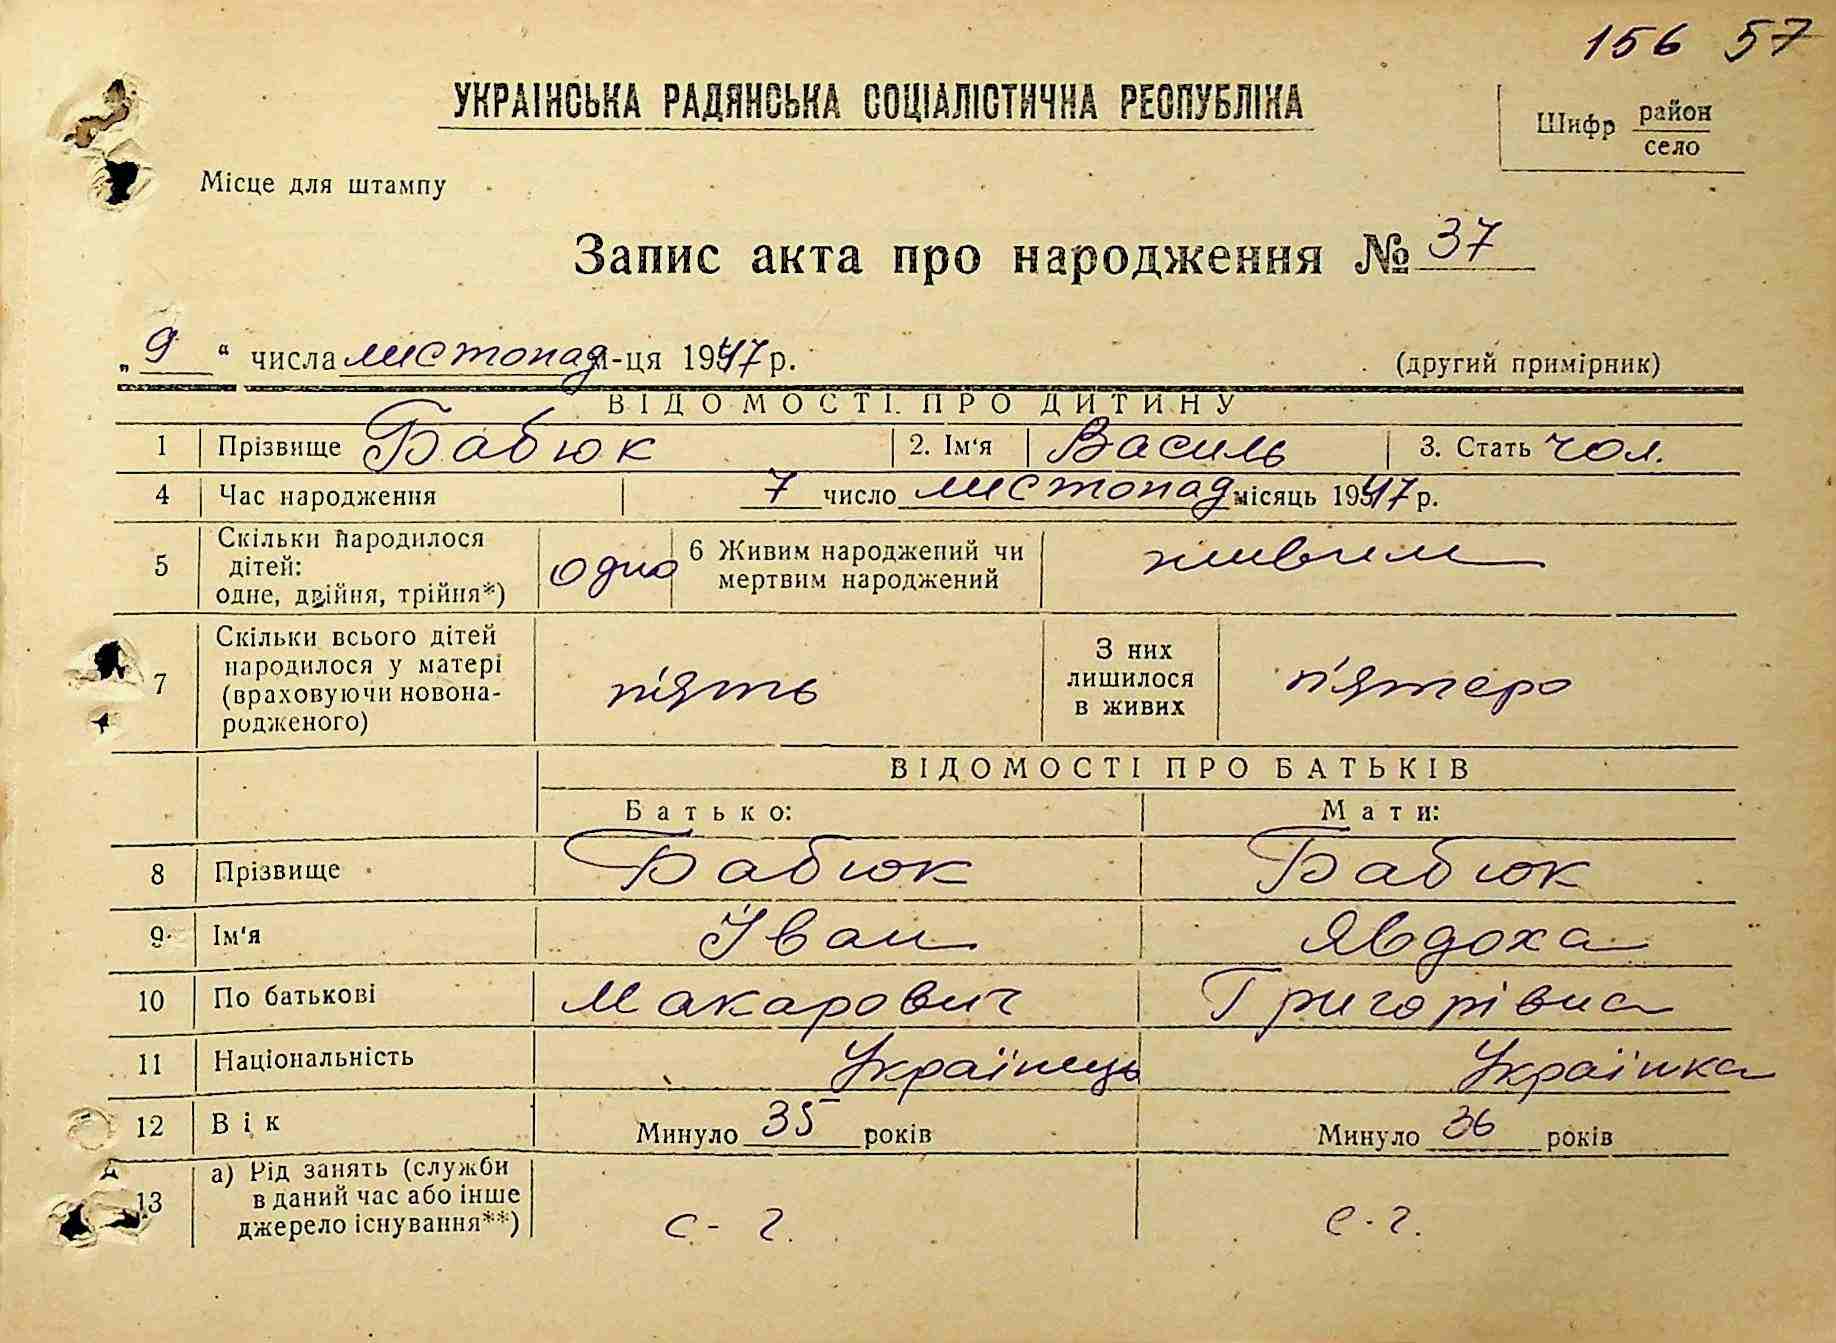 156 57
УКРАЇНСЬКА РАДЯНСЬКА СОЦІАЛІСТИЧНА РЕСПУБЛІКА
Шифр район
село
Місце для штампу
Запис акта про народження № 37
„9“ числа листопад м-ця 1947 р. (другий примірник)
ВІДОМОСТІ ПРО ДИТИНУ
1 Прізвище Бабюк 2. Ім'я Василь 3. Стать чол.
4 Час народження 7 число листопад місяць 1947 р.
5 Скільки народилося дітей: одне, двійня, трійня*) одно 6 Живим народжений чи мертвим народжений живим
7 Скільки всього дітей народилося у матері (враховуючи новона-родженого) п'ять З них лишилося в живих п'ятеро
ВІДОМОСТІ ПРО БАТЬКІВ
Батько: Мати:
8 Прізвище Бабюк Бабюк
9 Ім'я Іван Явдоха
10 По батькові Макарович Григорівна
11 Національність Українець Українка
12 Вік Минуло 35 років Минуло 36 років
13 а) Рід занять (служби в даний час або інше джерело існування**) с-г. с-г.